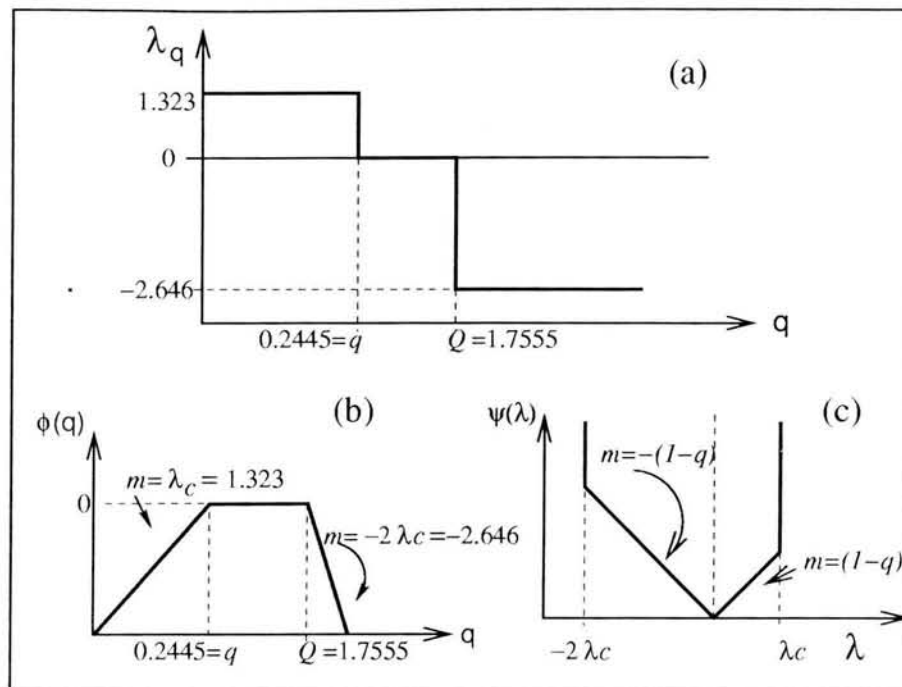 λq
(a)
1.323
0
−2.646
q
0.2445=q
Q=1.7555
(b)
ϕ(q)
m=λc=1.323
0
m=−2λc=−2.646
q
0.2445=q
Q=1.7555
(c)
ψ(λ)
m=−(1−q)
m=(1−q)
−2λc
λc
λ